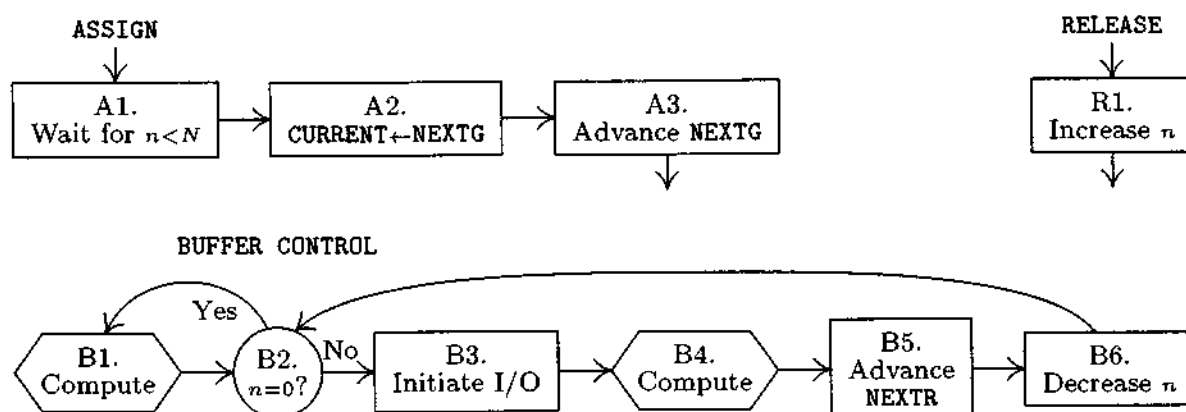 ASSIGN
A1.
Wait for n<N
A2.
CURRENT←NEXTG
A3.
Advance NEXTG
RELEASE
R1.
Increase n
BUFFER CONTROL
Yes
B1.
Compute
B2.
n=0?
No
B3.
Initiate I/O
B4.
Compute
B5.
Advance
NEXTR
B6.
Decrease n